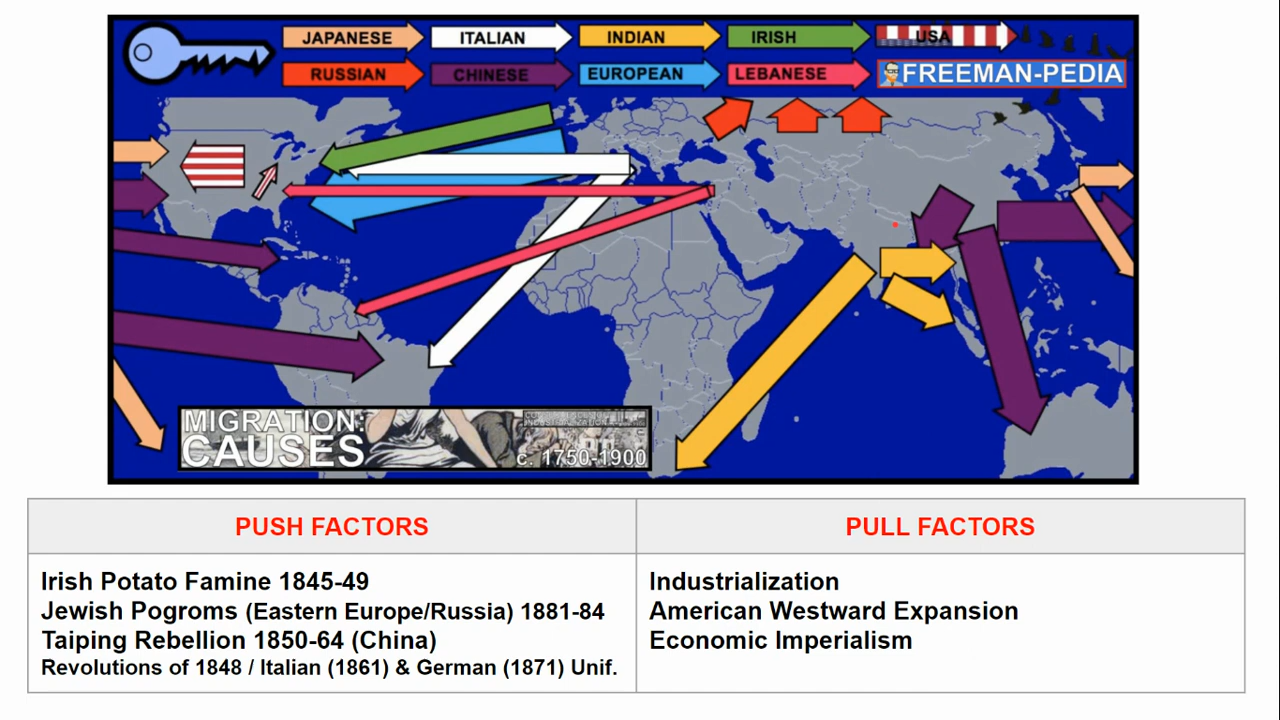 JAPANESE
ITALIAN
INDIAN
IRISH
USA
RUSSIAN
CHINESE
EUROPEAN
LEBANESE
FREEMAN-PEDIA
MIGRATION:
CAUSES
c. 1750-1900
PUSH FACTORS
PULL FACTORS
Irish Potato Famine 1845-49
Jewish Pogroms (Eastern Europe/Russia) 1881-84
Taiping Rebellion 1850-64 (China)
Revolutions of 1848 / Italian (1861) & German (1871) Unif.
Industrialization
American Westward Expansion
Economic Imperialism